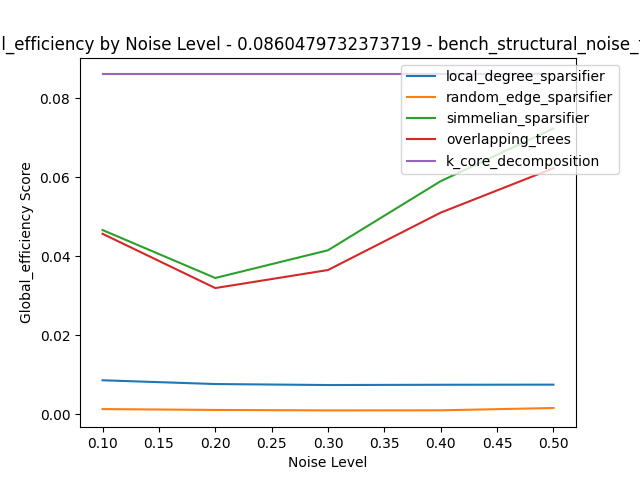 l_efficiency by Noise Level - 0.0860479732373719 - bench_structural_noise_
local_degree_sparsifier
random_edge_sparsifier
simmelian_sparsifier
overlapping_trees
k_core_decomposition
Global_efficiency Score
0.08
0.06
0.04
0.02
0.00
0.10 0.15 0.20 0.25 0.30 0.35 0.40 0.45 0.50
Noise Level